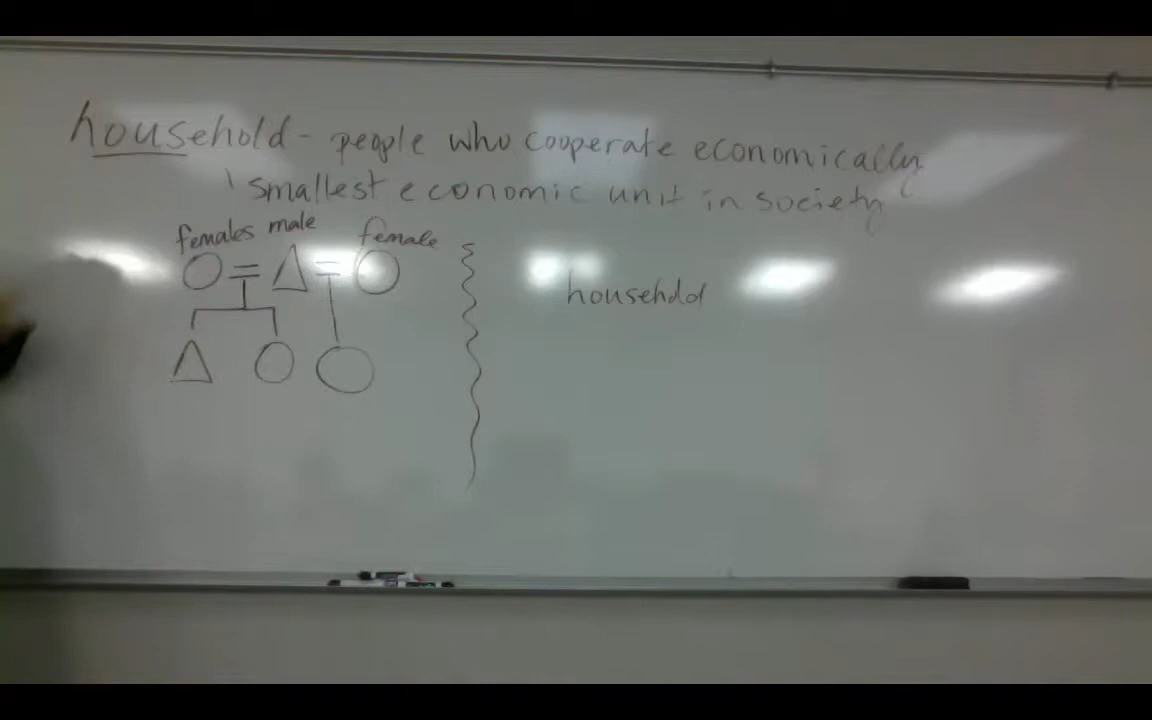 household - people who cooperate economically
smallest economic unit in society
females male female
household